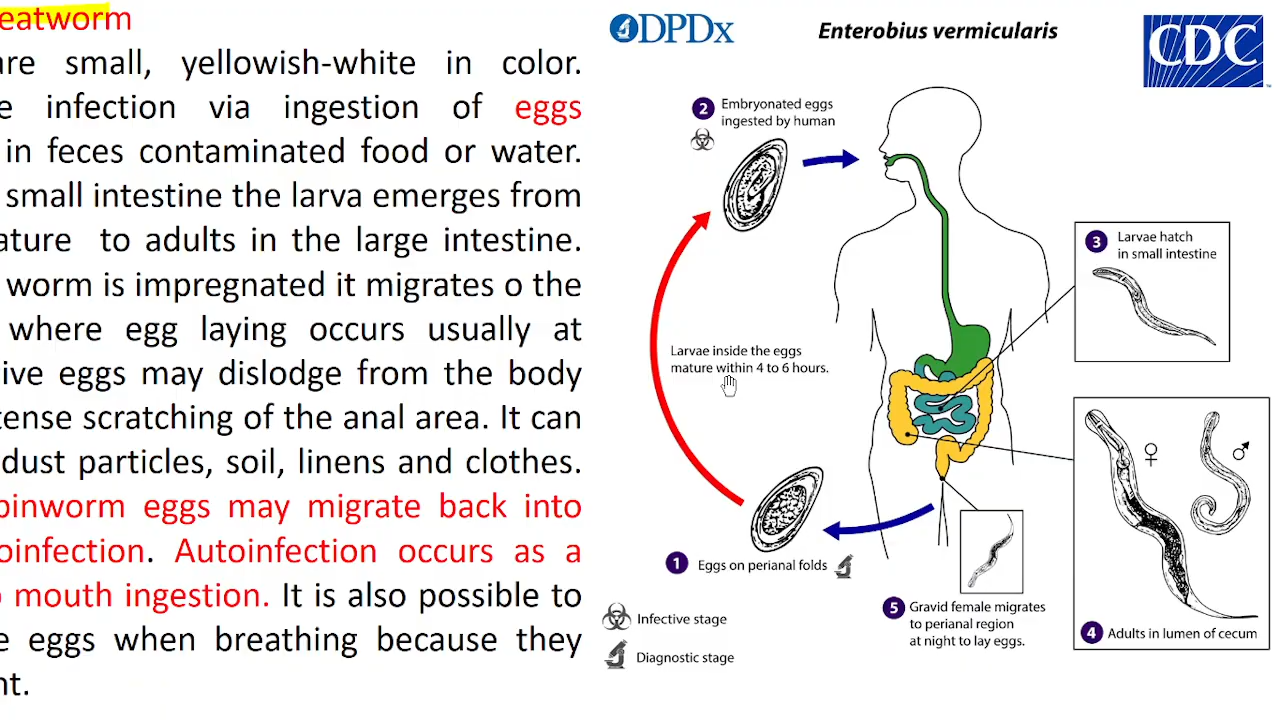 eatworm
are small, yellowish-white in color.
e infection via ingestion of eggs
in feces contaminated food or water.
small intestine the larva emerges from
ature to adults in the large intestine.
worm is impregnated it migrates o the
where egg laying occurs usually at
ive eggs may dislodge from the body
tense scratching of the anal area. It can
dust particles, soil, linens and clothes.
pinworm eggs may migrate back into
oinfection. Autoinfection occurs as a
o mouth ingestion. It is also possible to
e eggs when breathing because they
nt.
DPDx
Enterobius vermicularis
CDC
TM
2 Embryonated eggs
ingested by human
3 Larvae hatch
in small intestine
Larvae inside the eggs
mature within 4 to 6 hours.
1 Eggs on perianal folds
5 Gravid female migrates
to perianal region
at night to lay eggs.
♀
♂
4 Adults in lumen of cecum
Infective stage
Diagnostic stage